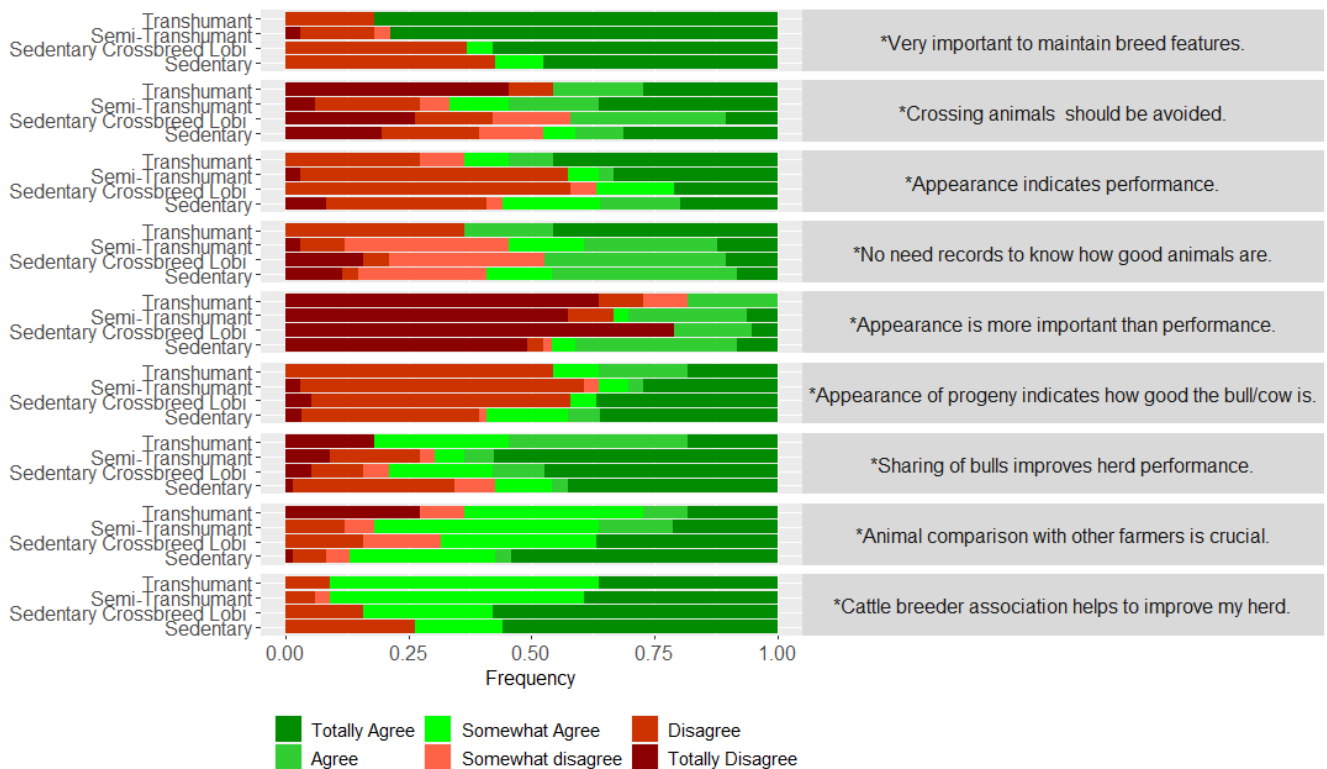 Transhumant
Semi-Transhumant
Sedentary Crossbreed Lobi
Sedentary
*Very important to maintain breed features.
Transhumant
Semi-Transhumant
Sedentary Crossbreed Lobi
Sedentary
*Crossing animals should be avoided.
Transhumant
Semi-Transhumant
Sedentary Crossbreed Lobi
Sedentary
*Appearance indicates performance.
Transhumant
Semi-Transhumant
Sedentary Crossbreed Lobi
Sedentary
*No need records to know how good animals are.
Transhumant
Semi-Transhumant
Sedentary Crossbreed Lobi
Sedentary
*Appearance is more important than performance.
Transhumant
Semi-Transhumant
Sedentary Crossbreed Lobi
Sedentary
*Appearance of progeny indicates how good the bull/cow is.
Transhumant
Semi-Transhumant
Sedentary Crossbreed Lobi
Sedentary
*Sharing of bulls improves herd performance.
Transhumant
Semi-Transhumant
Sedentary Crossbreed Lobi
Sedentary
*Animal comparison with other farmers is crucial.
Transhumant
Semi-Transhumant
Sedentary Crossbreed Lobi
Sedentary
*Cattle breeder association helps to improve my herd.
0.00 0.25 0.50 0.75 1.00
Frequency
Totally Agree Somewhat Agree Disagree
Agree Somewhat disagree Totally Disagree